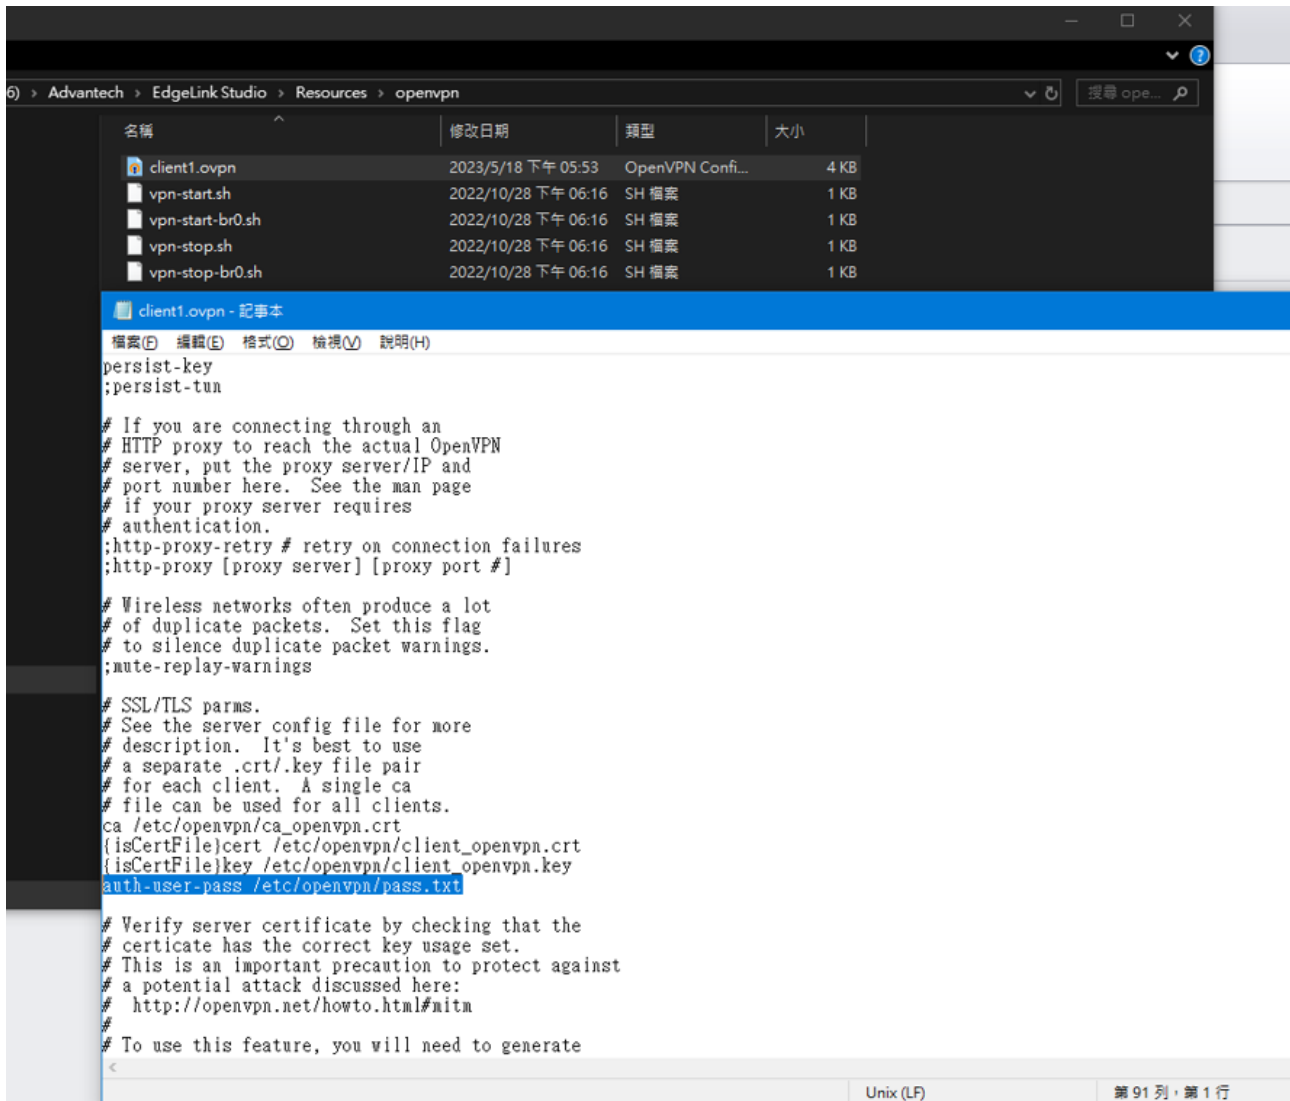 6) › Advantech › EdgeLink Studio › Resources › openvpn
搜尋 ope...
名稱 修改日期 類型 大小
client1.ovpn 2023/5/18 下午 05:53 OpenVPN Confi... 4 KB
vpn-start.sh 2022/10/28 下午 06:16 SH 檔案 1 KB
vpn-start-br0.sh 2022/10/28 下午 06:16 SH 檔案 1 KB
vpn-stop.sh 2022/10/28 下午 06:16 SH 檔案 1 KB
vpn-stop-br0.sh 2022/10/28 下午 06:16 SH 檔案 1 KB
client1.ovpn - 記事本
檔案(F) 編輯(E) 格式(O) 檢視(V) 說明(H)
persist-key
;persist-tun
# If you are connecting through an
# HTTP proxy to reach the actual OpenVPN
# server, put the proxy server/IP and
# port number here.  See the man page
# if your proxy server requires
# authentication.
;http-proxy-retry # retry on connection failures
;http-proxy [proxy server] [proxy port #]
# Wireless networks often produce a lot
# of duplicate packets.  Set this flag
# to silence duplicate packet warnings.
;mute-replay-warnings
# SSL/TLS parms.
# See the server config file for more
# description.  It's best to use
# a separate .crt/.key file pair
# for each client.  A single ca
# file can be used for all clients.
ca /etc/openvpn/ca_openvpn.crt
{isCertFile}cert /etc/openvpn/client_openvpn.crt
{isCertFile}key /etc/openvpn/client_openvpn.key
auth-user-pass /etc/openvpn/pass.txt
# Verify server certificate by checking that the
# certicate has the correct key usage set.
# This is an important precaution to protect against
# a potential attack discussed here:
#  http://openvpn.net/howto.html#mitm
#
# To use this feature, you will need to generate
Unix (LF) 第 91 列，第 1 行